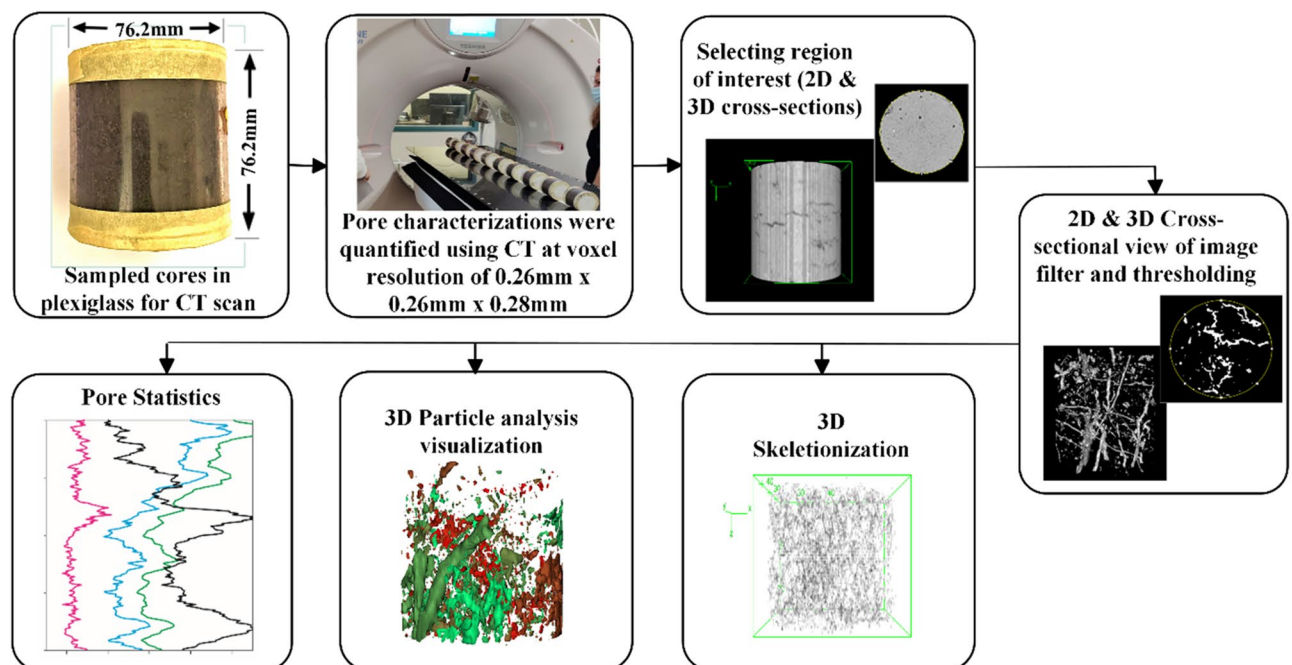 76.2mm
76.2mm
Sampled cores in
plexiglass for CT scan
TOSHIBA
Pore characterizations were
quantified using CT at voxel
resolution of 0.26mm x
0.26mm x 0.28mm
Selecting region
of interest (2D &
3D cross-sections)
2D & 3D Cross-
sectional view of image
filter and thresholding
Pore Statistics
3D Particle analysis
visualization
3D
Skeletionization